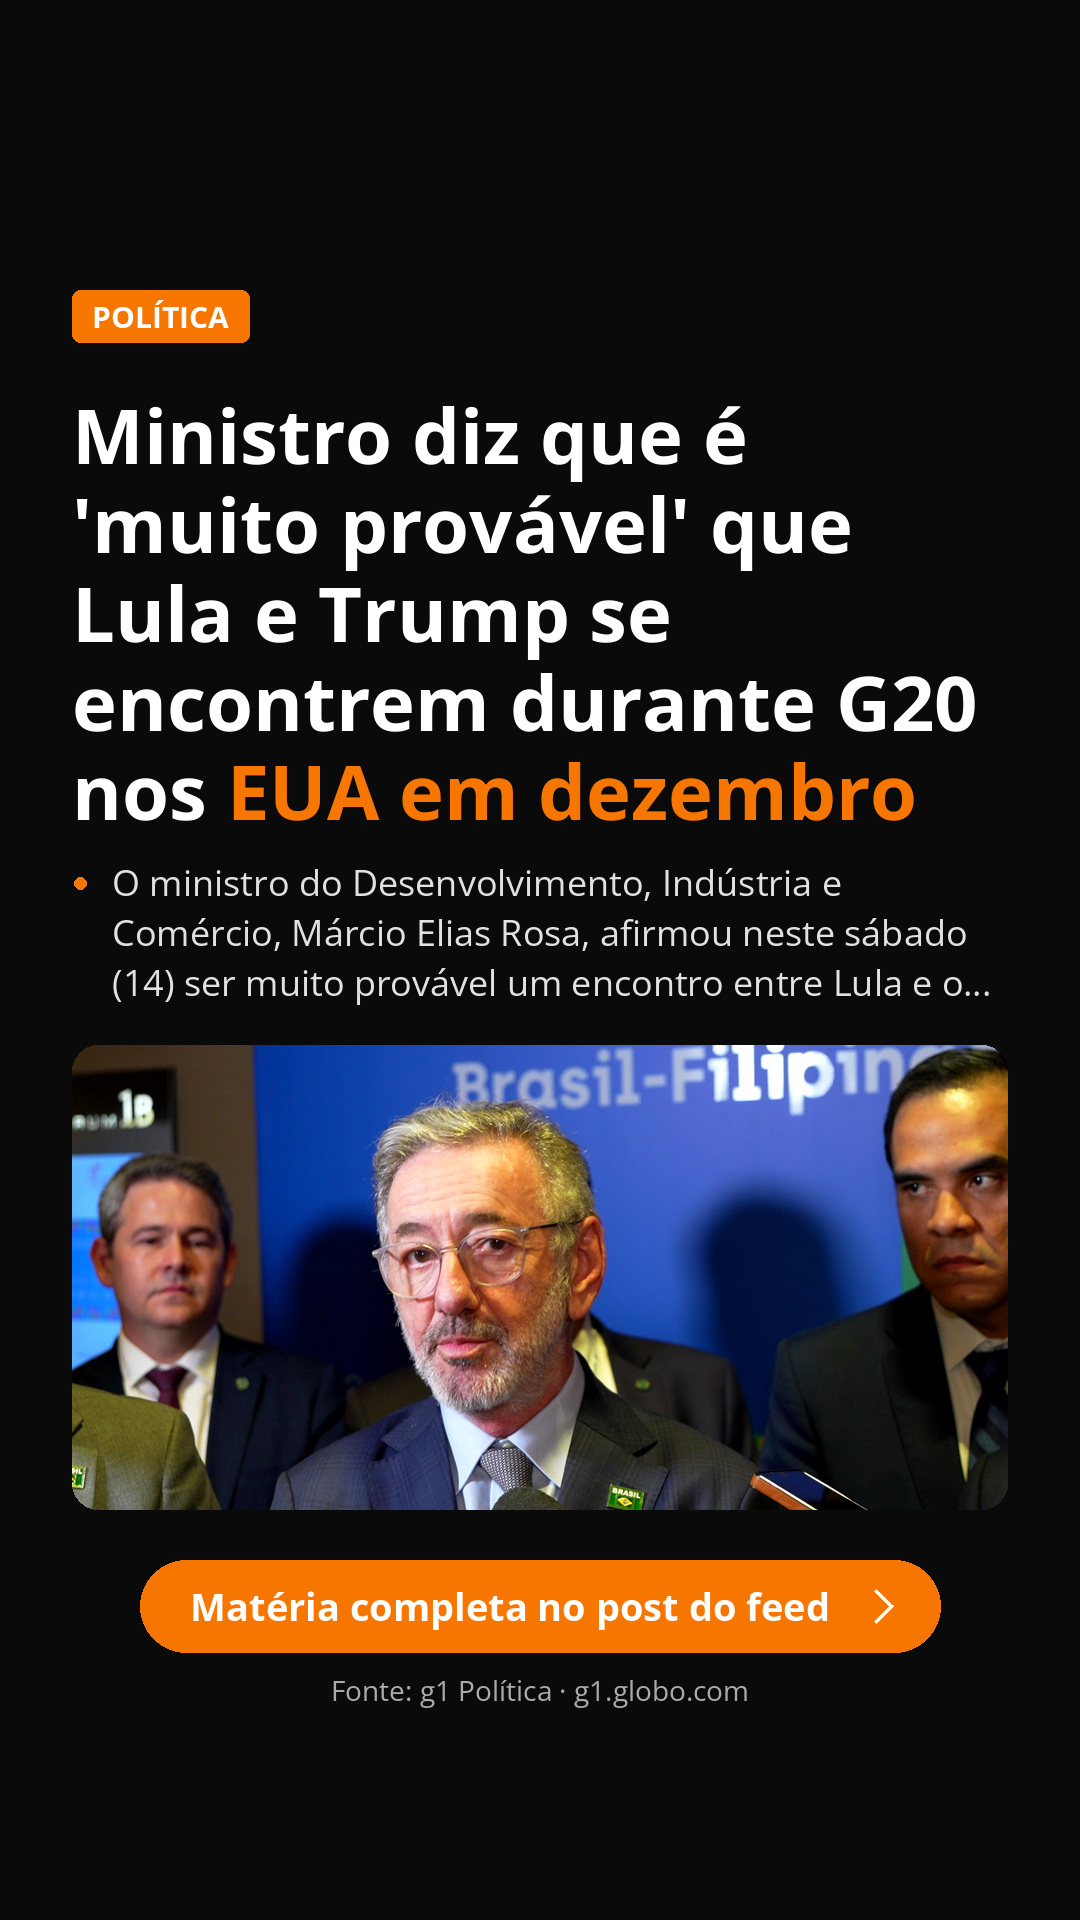 POLÍTICA
Ministro diz que é
'muito provável' que
Lula e Trump se
encontrem durante G20
nos EUA em dezembro
O ministro do Desenvolvimento, Indústria e
Comércio, Márcio Elias Rosa, afirmou neste sábado
(14) ser muito provável um encontro entre Lula e o...
Brasil-Filipin
1B
BRASIL
Matéria completa no post do feed
Fonte: g1 Política · g1.globo.com